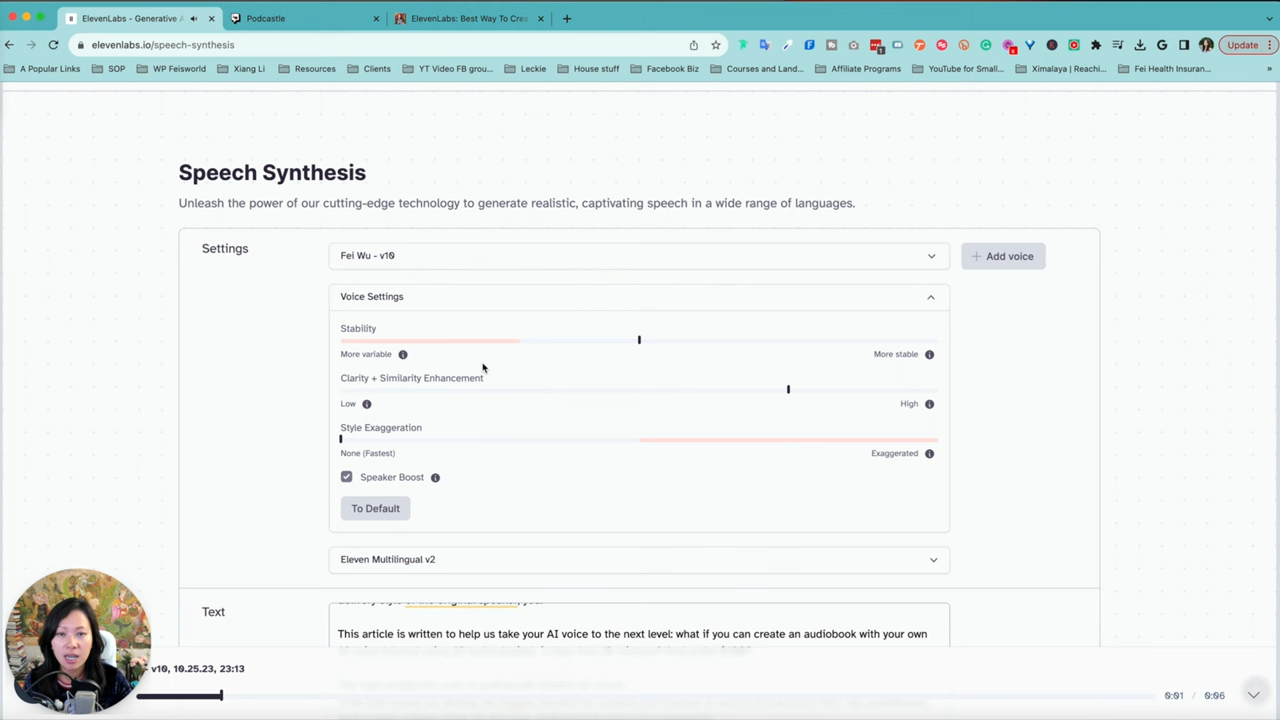 ElevenLabs - Generative A
Podcastle
ElevenLabs: Best Way To Crea
elevenlabs.io/speech-synthesis
Update
A Popular Links
SOP
WP Feisworld
Xiang Li
Resources
Clients
YT Video FB grou...
Leckie
House stuff
Facebook Biz
Courses and Land...
Affiliate Programs
YouTube for Small...
Ximalaya | Reachi...
Fei Health Insuran...
»
Speech Synthesis
Unleash the power of our cutting-edge technology to generate realistic, captivating speech in a wide range of languages.
Settings
Fei Wu - v10
Add voice
Voice Settings
Stability
More variable
More stable
Clarity + Similarity Enhancement
Low
High
Style Exaggeration
None (Fastest)
Exaggerated
Speaker Boost
To Default
Eleven Multilingual v2
Text
This article is written to help us take your AI voice to the next level: what if you can create an audiobook with your own
v10, 10.25.23, 23:13
0:01 / 0:06